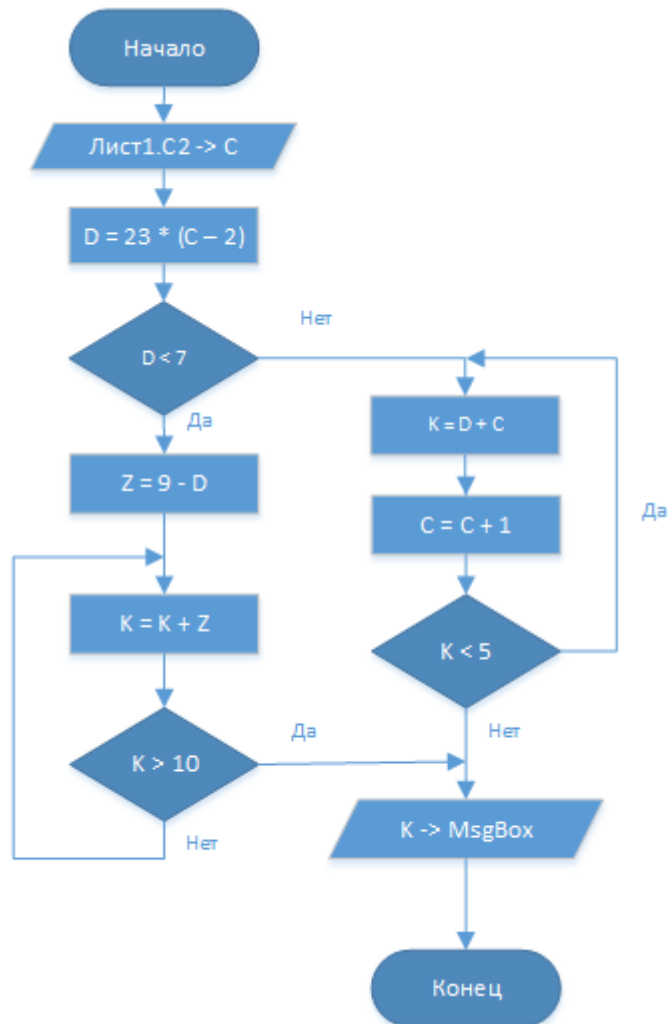 Начало
Лист1.C2 -> C
D = 23 * (C – 2)
Нет
D < 7
Да
K = D + C
Z = 9 - D
C = C + 1
Да
K = K + Z
K < 5
Да
Нет
K > 10
Нет
K -> MsgBox
Конец